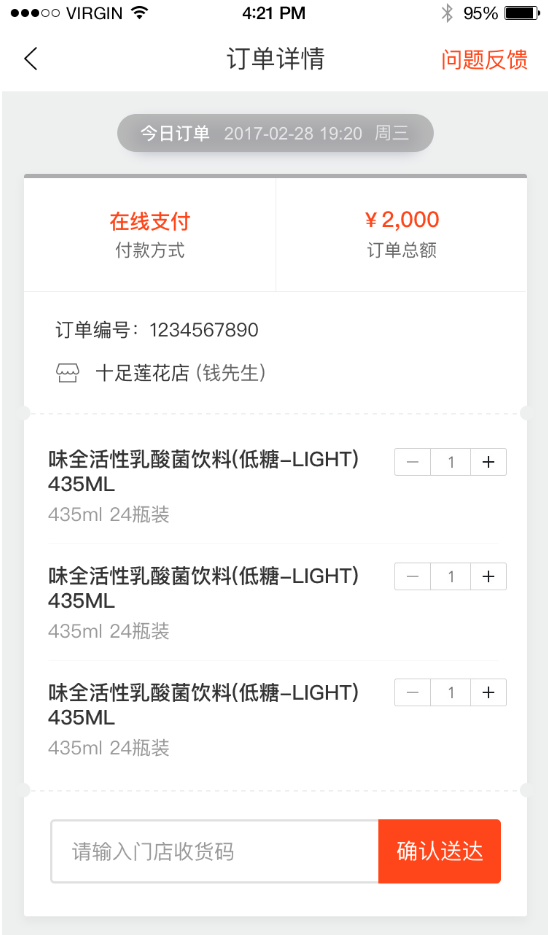 VIRGIN 4:21 PM 95%
订单详情 问题反馈
今日订单 2017-02-28 19:20 周三
在线支付 ¥2,000
付款方式 订单总额
订单编号：1234567890
十足莲花店 (钱先生)
味全活性乳酸菌饮料(低糖–LIGHT) − 1 +
435ML
435ml 24瓶装
味全活性乳酸菌饮料(低糖–LIGHT) − 1 +
435ML
435ml 24瓶装
味全活性乳酸菌饮料(低糖–LIGHT) − 1 +
435ML
435ml 24瓶装
请输入门店收货码 确认送达